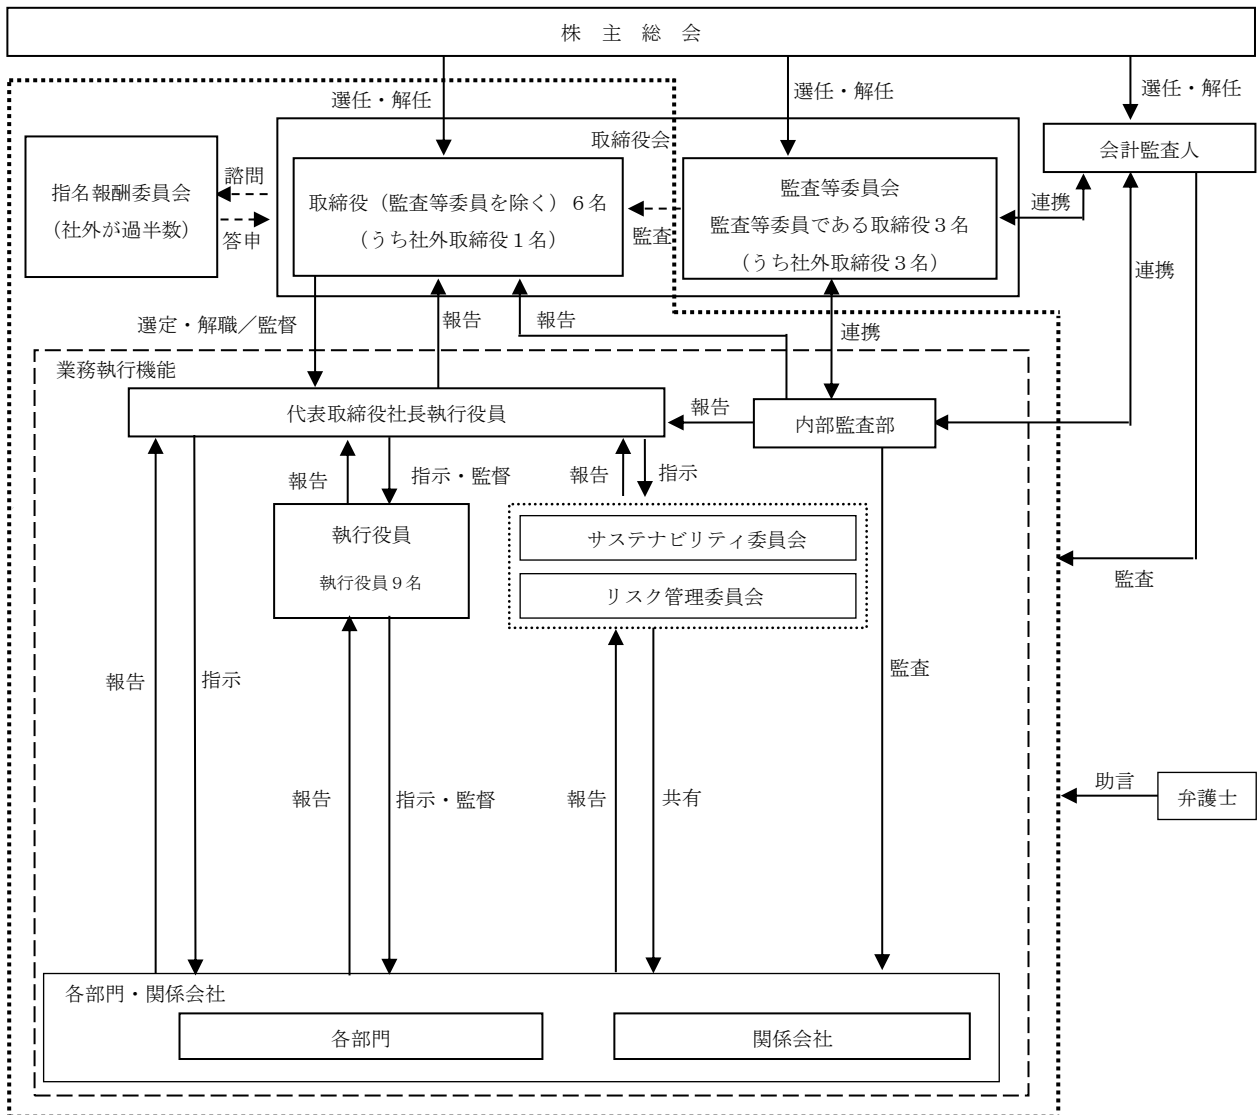 株　主　総　会
選任・解任
選任・解任
選任・解任
取締役会
会計監査人
指名報酬委員会
（社外が過半数）
諮問
答申
取締役（監査等委員を除く）６名
（うち社外取締役１名）
監査
監査等委員会
監査等委員である取締役３名
（うち社外取締役３名）
連携
連携
選定・解職／監督
報告
報告
連携
業務執行機能
代表取締役社長執行役員
報告
内部監査部
報告
指示・監督
報告
指示
執行役員
執行役員９名
サステナビリティ委員会
リスク管理委員会
監査
報告
指示
監査
報告
指示・監督
報告
共有
助言
弁護士
各部門・関係会社
各部門
関係会社